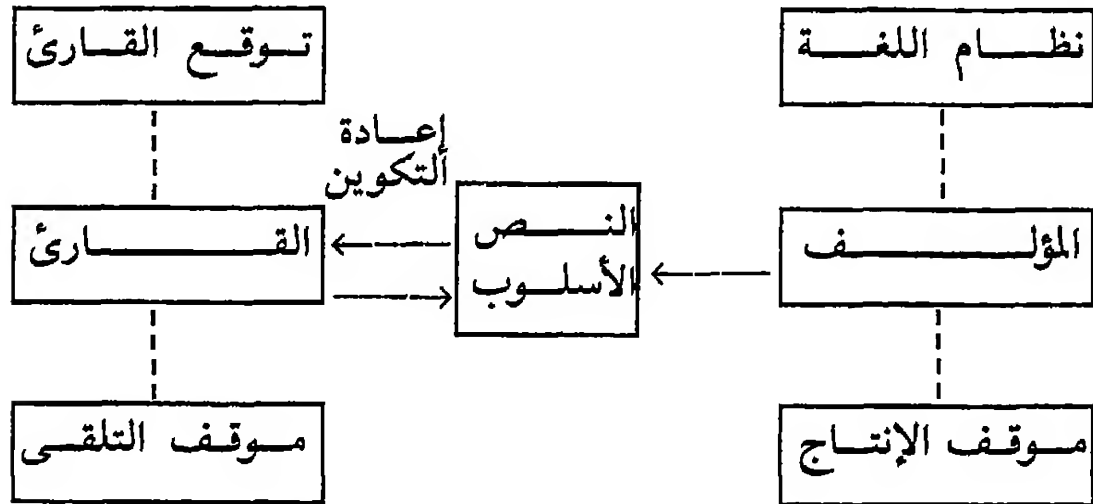 نظام اللغة
توقع القارئ
إعادة
التكوين
المؤلف
النص
الأسلوب
القارئ
موقف الإنتاج
موقف التلقى